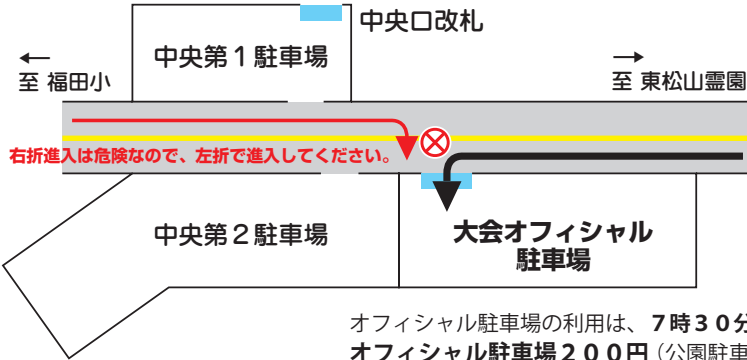 中央口改札
中央第１駐車場
←
至 福田小
→
至 東松山霊園
右折進入は危険なので、左折で進入してください。
中央第２駐車場
大会オフィシャル
駐車場
オフィシャル駐車場の利用は、７時３０分
オフィシャル駐車場２００円（公園駐車